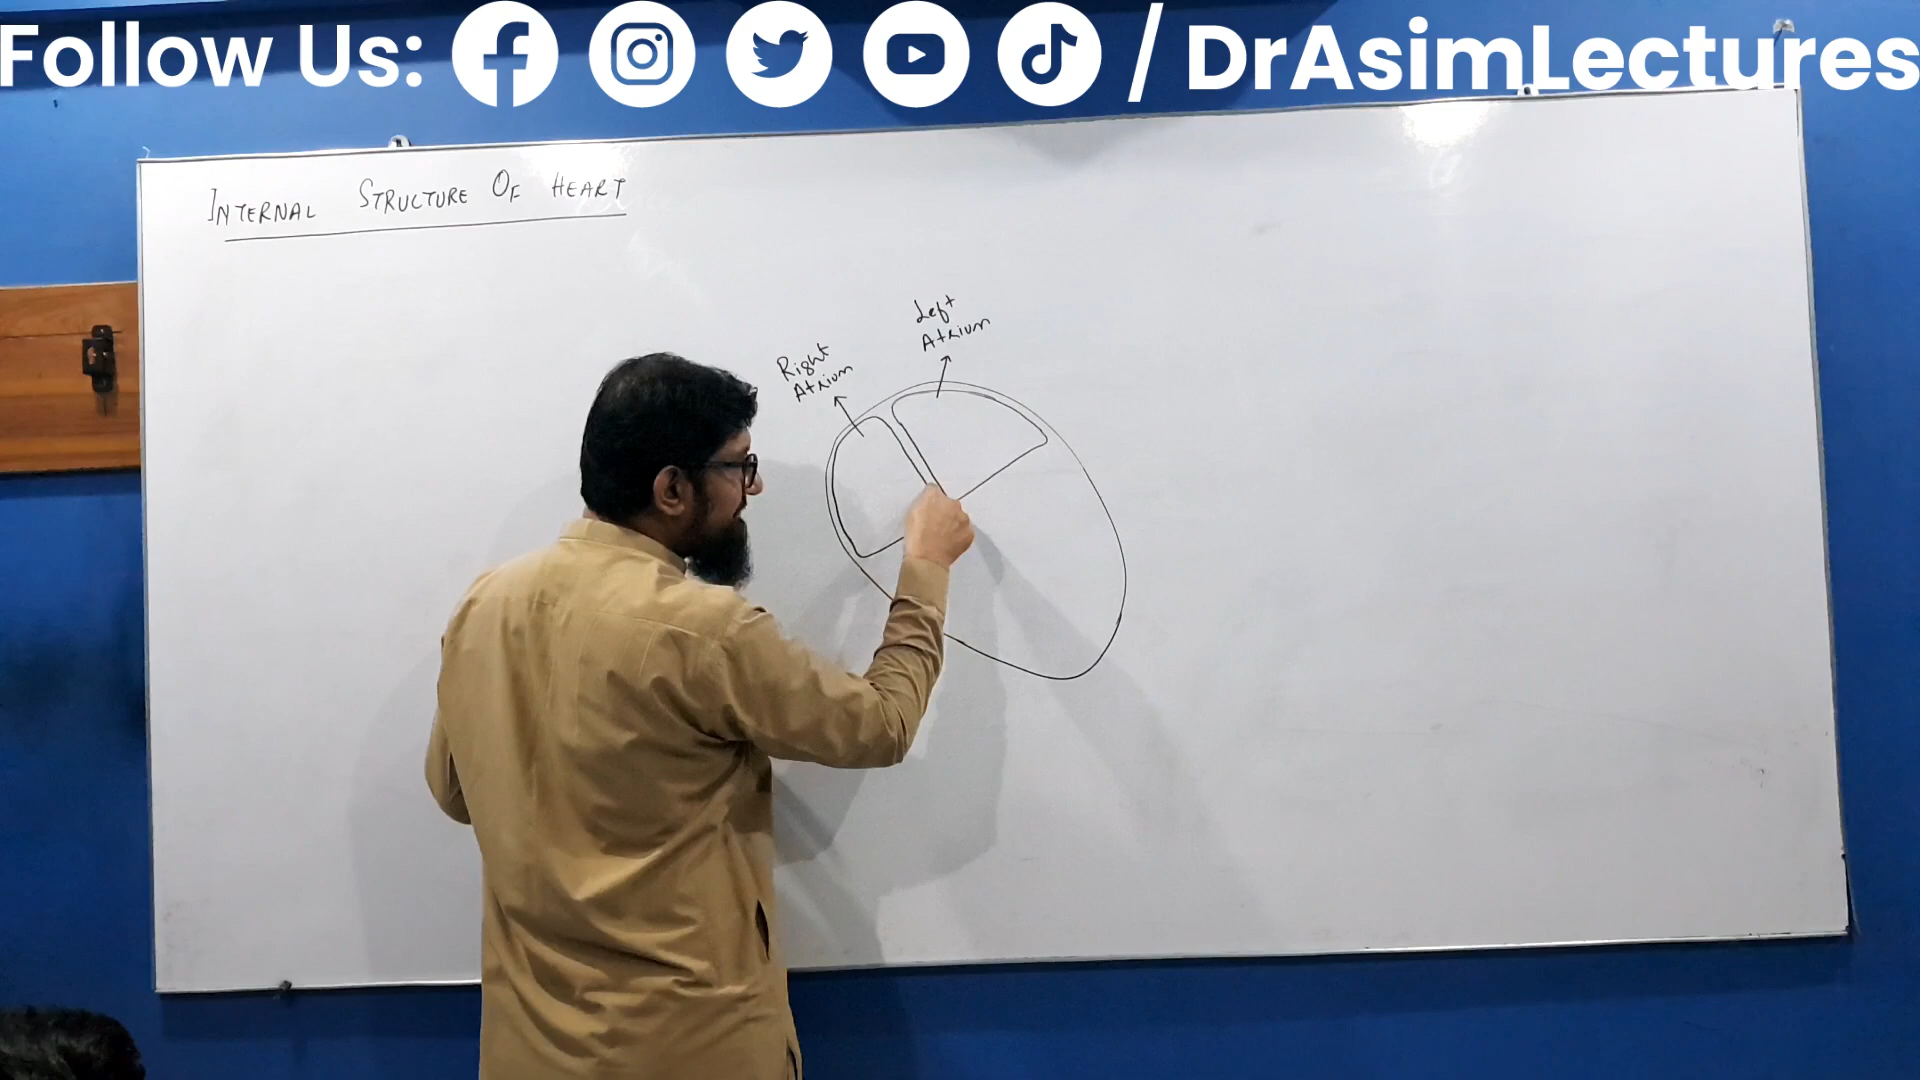 Follow Us: / DrAsimLectures
INTERNAL STRUCTURE OF HEART
Left
Atrium
Right
Atrium